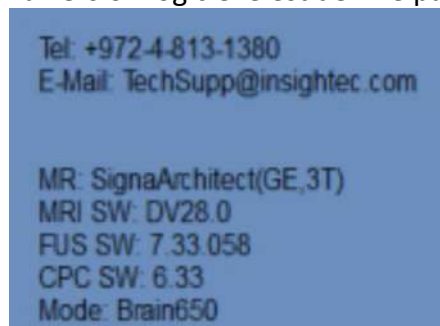 Tel: +972-4-813-1380
E-Mail: TechSupp@insightec.com
MR: SignaArchitect(GE,3T)
MRI SW: DV28.0
FUS SW: 7.33.058
CPC SW: 6.33
Mode: Brain650